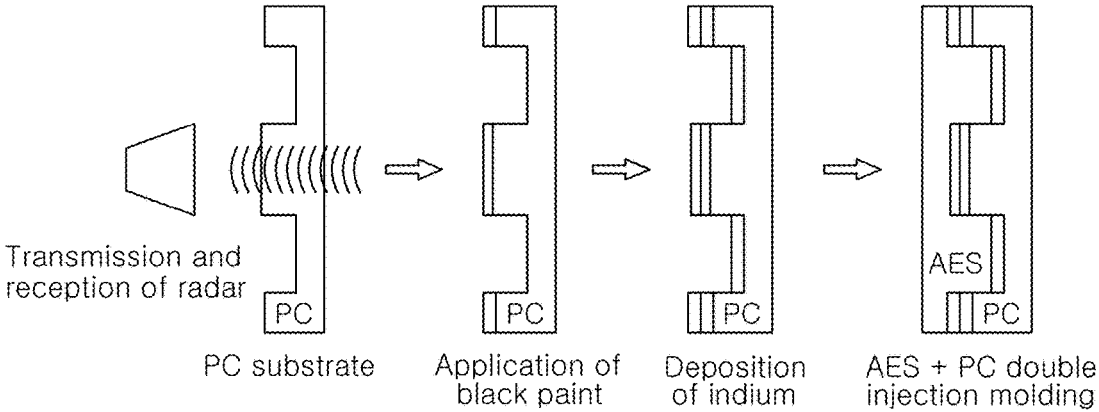 Transmission and
reception of radar
PC
PC substrate
PC
Application of
black paint
PC
Deposition
of indium
AES
PC
AES + PC double
injection molding